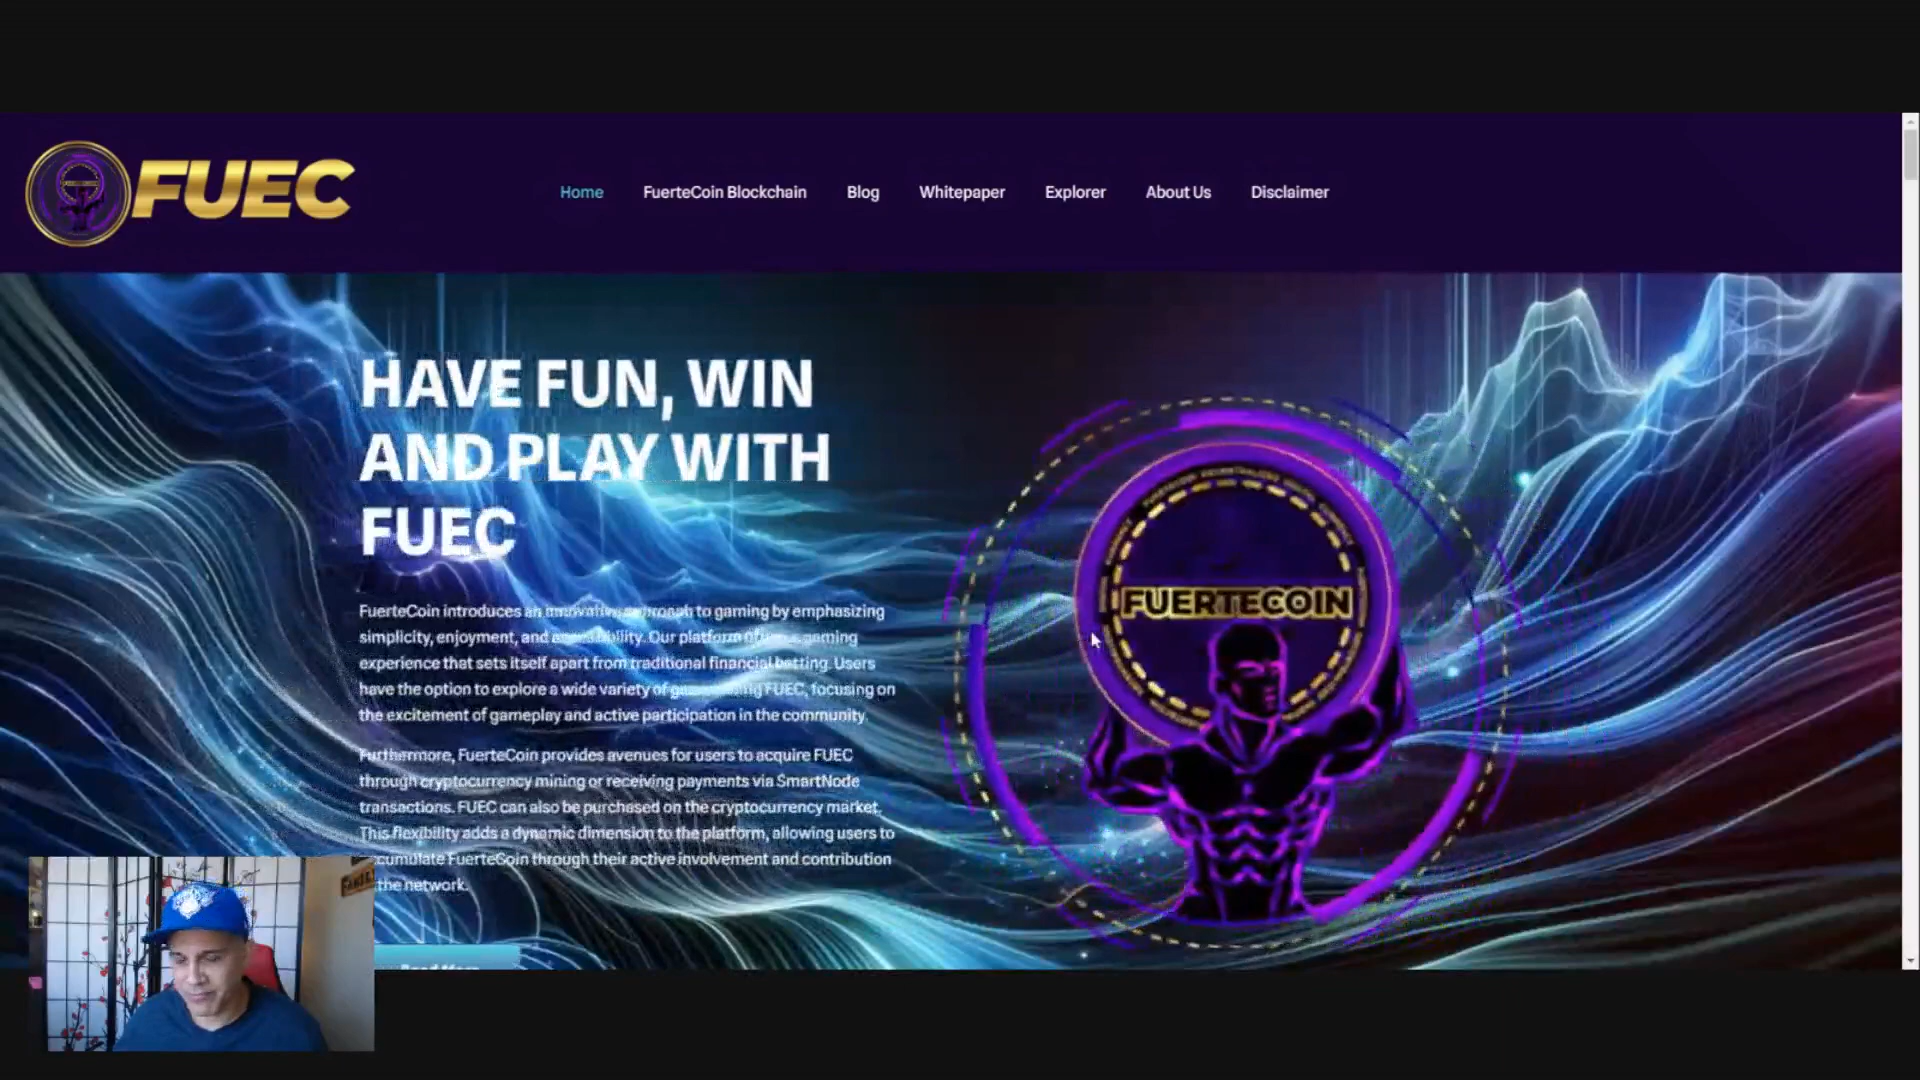 FUEC
Home FuerteCoin Blockchain Blog Whitepaper Explorer About Us Disclaimer
HAVE FUN, WIN
AND PLAY WITH
FUEC
FuerteCoin introduces an innovative approach to gaming by emphasizing
simplicity, enjoyment, and accessibility. Our platform gaming
experience that sets itself apart from traditional financial betting. Users
have the option to explore a wide variety of FUEC, focusing on
the excitement of gameplay and active participation in the community.
Furthermore, FuerteCoin provides avenues for users to acquire FUEC
through cryptocurrency mining or receiving payments via SmartNode
transactions. FUEC can also be purchased on the cryptocurrency market.
This flexibility adds a dynamic dimension to the platform, allowing users to
FuerteCoin through their active involvement and contribution
the network.
FUERTECOIN